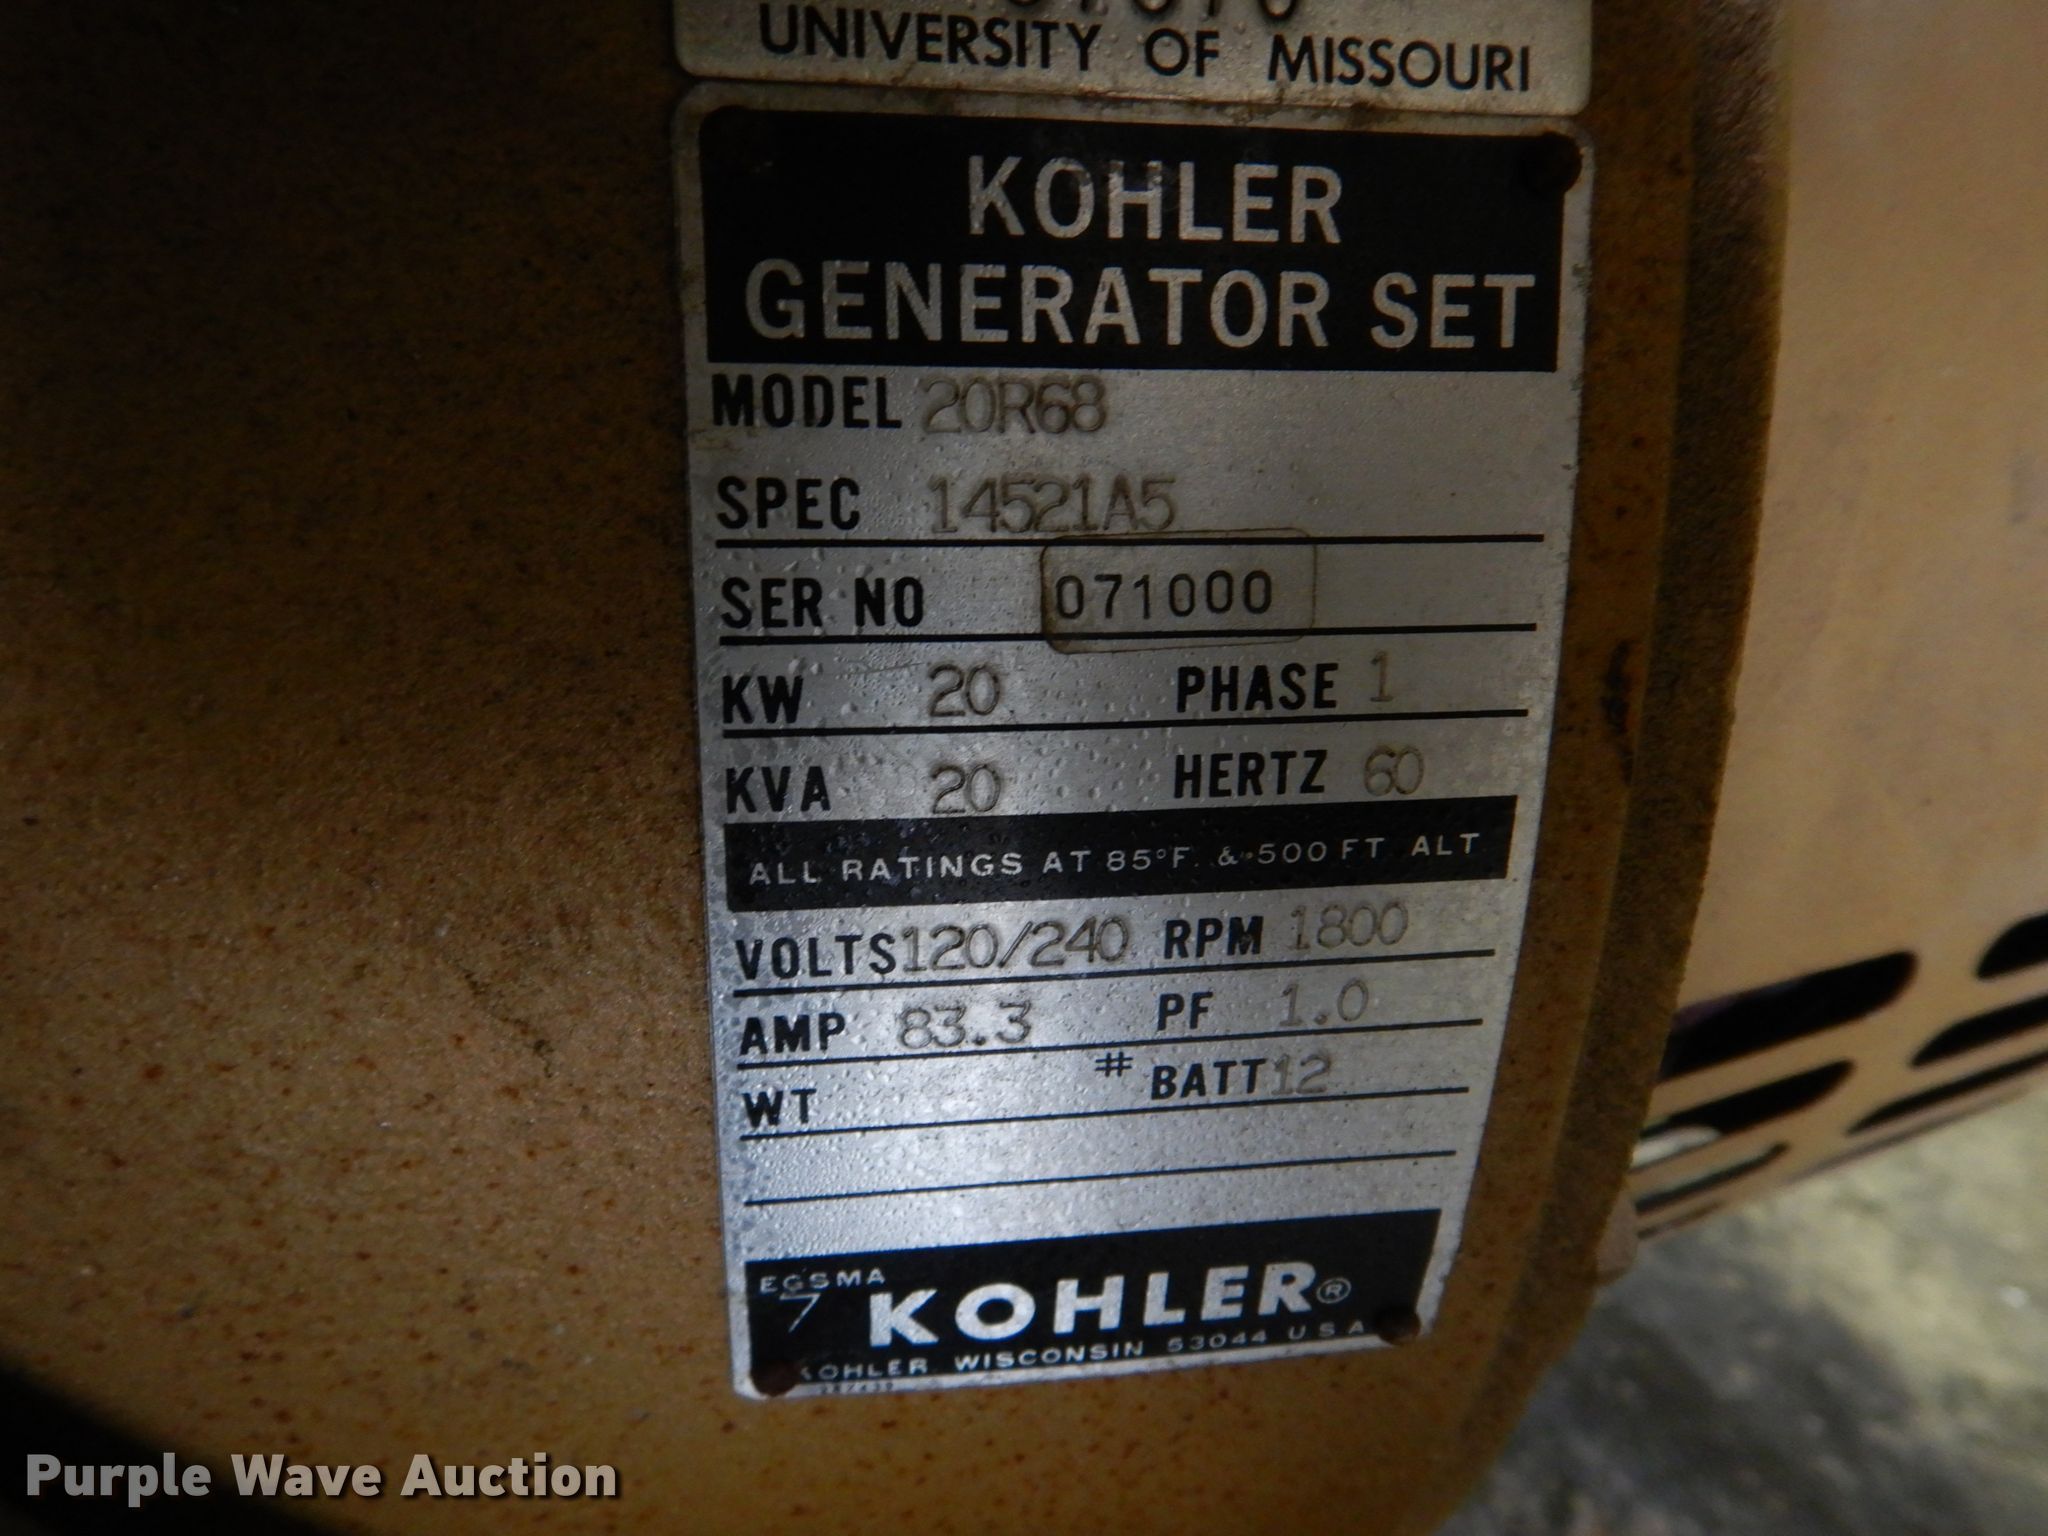 UNIVERSITY OF MISSOURI
KOHLER
GENERATOR SET
MODEL 20R68
SPEC 14521A5
SER NO 071000
KW 20 PHASE 1
KVA 20 HERTZ 60
ALL RATINGS AT 85°F. & 500 FT ALT
VOLTS 120/240 RPM 1800
AMP 83.3 PF 1.0
WT # BATT 12
EGSMA
7 KOHLER®
KOHLER WISCONSIN 53044 USA
Purple Wave Auction